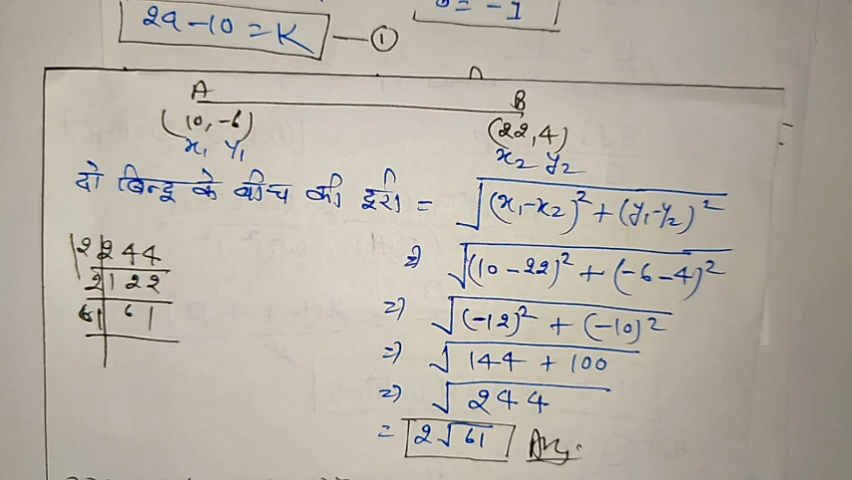 2a - 10 = K — ①
= -1
A B
(10, -6) (22, 4)
x₁ y₁ x₂ y₂
दो बिन्दू के बीच की दूरी = √(x₁-x₂)² + (y₁-y₂)²
⇒ √(10-22)² + (-6-4)²
⇒ √(-12)² + (-10)²
⇒ √144 + 100
⇒ √244
= 2√61 Ans.
2 244
2 122
61 61